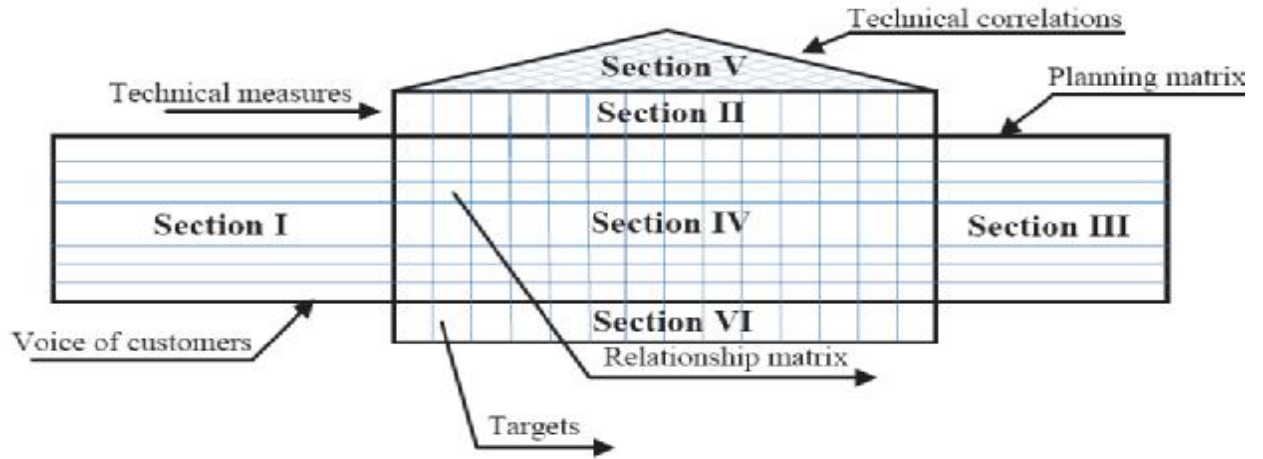 Technical correlations
Section V
Planning matrix
Technical measures
Section II
Section I
Section IV
Section III
Section VI
Voice of customers
Relationship matrix
Targets